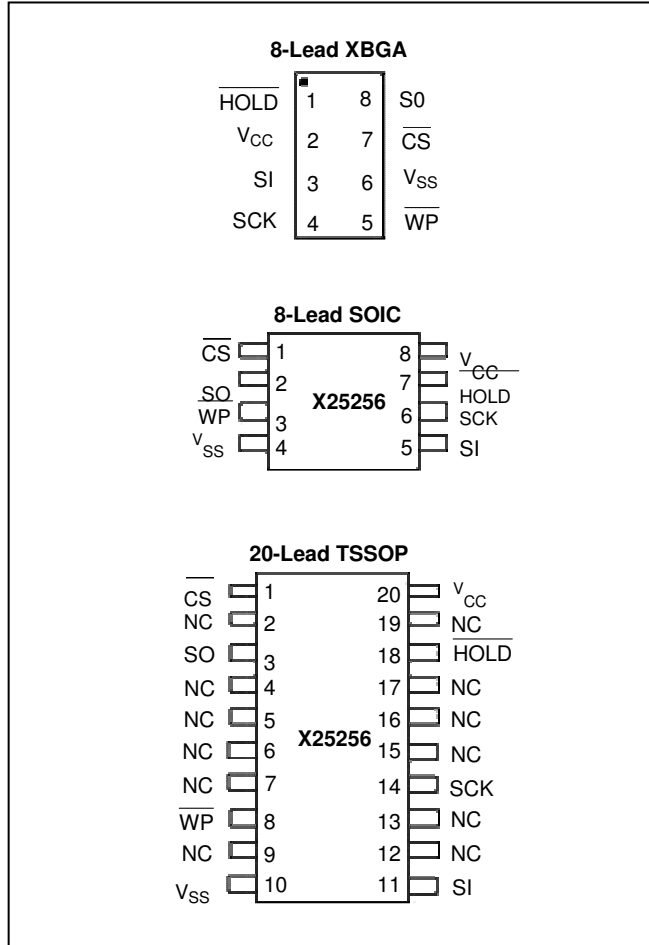 8-Lead XBGA
HOLD 1 8 S0
VCC 2 7 CS
SI 3 6 VSS
SCK 4 5 WP
8-Lead SOIC
CS 1 8 VCC
SO 2 X25256 7 HOLD
WP 3 6 SCK
VSS 4 5 SI
20-Lead TSSOP
CS 1 20 VCC
NC 2 19 NC
SO 3 18 HOLD
NC 4 17 NC
NC 5 16 NC
X25256
NC 6 15 NC
NC 7 14 SCK
WP 8 13 NC
NC 9 12 NC
VSS 10 11 SI